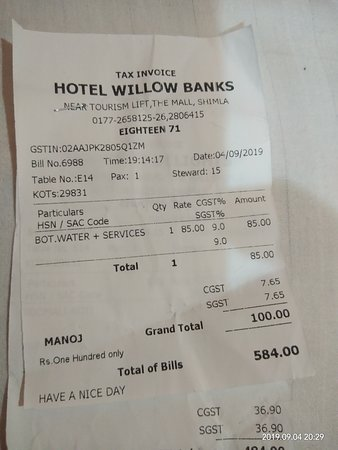 TAX INVOICE
HOTEL WILLOW BANKS
NEAR TOURISM LIFT,THE MALL, SHIMLA
0177-2658125-26,2806415
EIGHTEEN 71
GSTIN:02AAJPK2805Q1ZM
Bill No.:6988 Time:19:14:17 Date:04/09/2019
Table No.:E14 Pax: 1 Steward: 15
KOTs:29831
Particulars Qty Rate CGST% Amount
HSN / SAC Code SGST%
BOT.WATER + SERVICES 1 85.00 9.0 85.00
9.0
Total 1 85.00
CGST 7.65
SGST 7.65
MANOJ Grand Total 100.00
Rs.One Hundred only
Total of Bills 584.00
HAVE A NICE DAY
CGST 36.90
SGST 36.90
2019.09.04 20:29